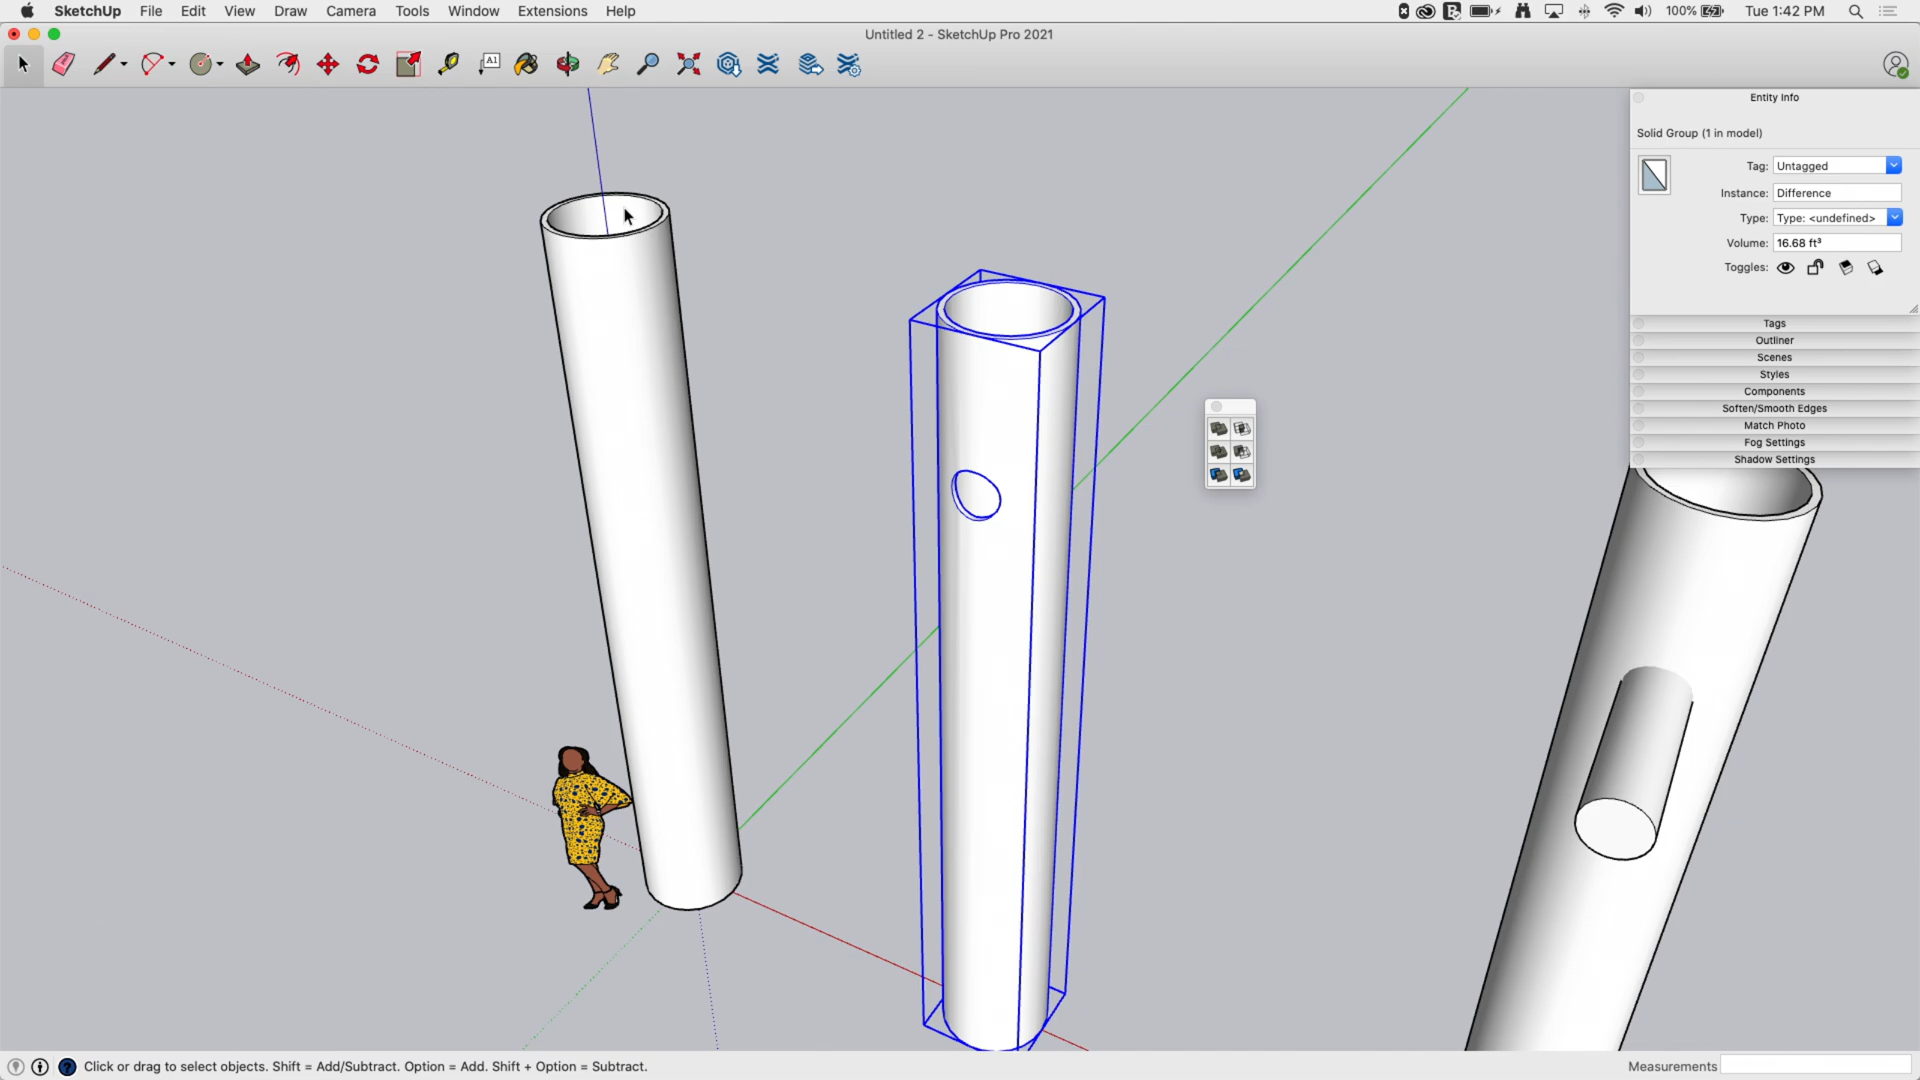 SketchUp File Edit View Draw Camera Tools Window Extensions Help 100% Tue 1:42 PM
Untitled 2 - SketchUp Pro 2021
A1
Entity Info
Solid Group (1 in model)
Tag: Untagged
Instance: Difference
Type: Type: <undefined>
Volume: 16.68 ft³
Toggles:
Tags
Outliner
Scenes
Styles
Components
Soften/Smooth Edges
Match Photo
Fog Settings
Shadow Settings
Click or drag to select objects. Shift = Add/Subtract. Option = Add. Shift + Option = Subtract. Measurements